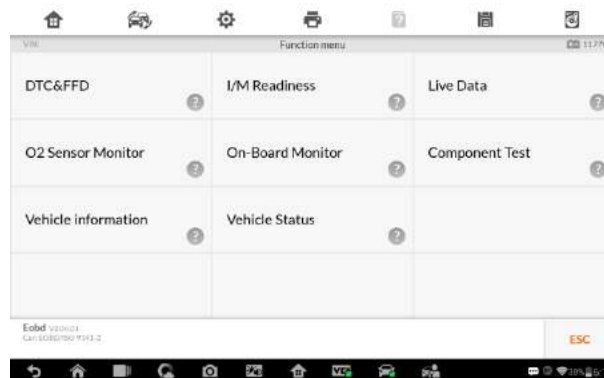 VIN:
Function menu
DTC&FFD
I/M Readiness
Live Data
O2 Sensor Monitor
On-Board Monitor
Component Test
Vehicle information
Vehicle Status
Eobd
ESC